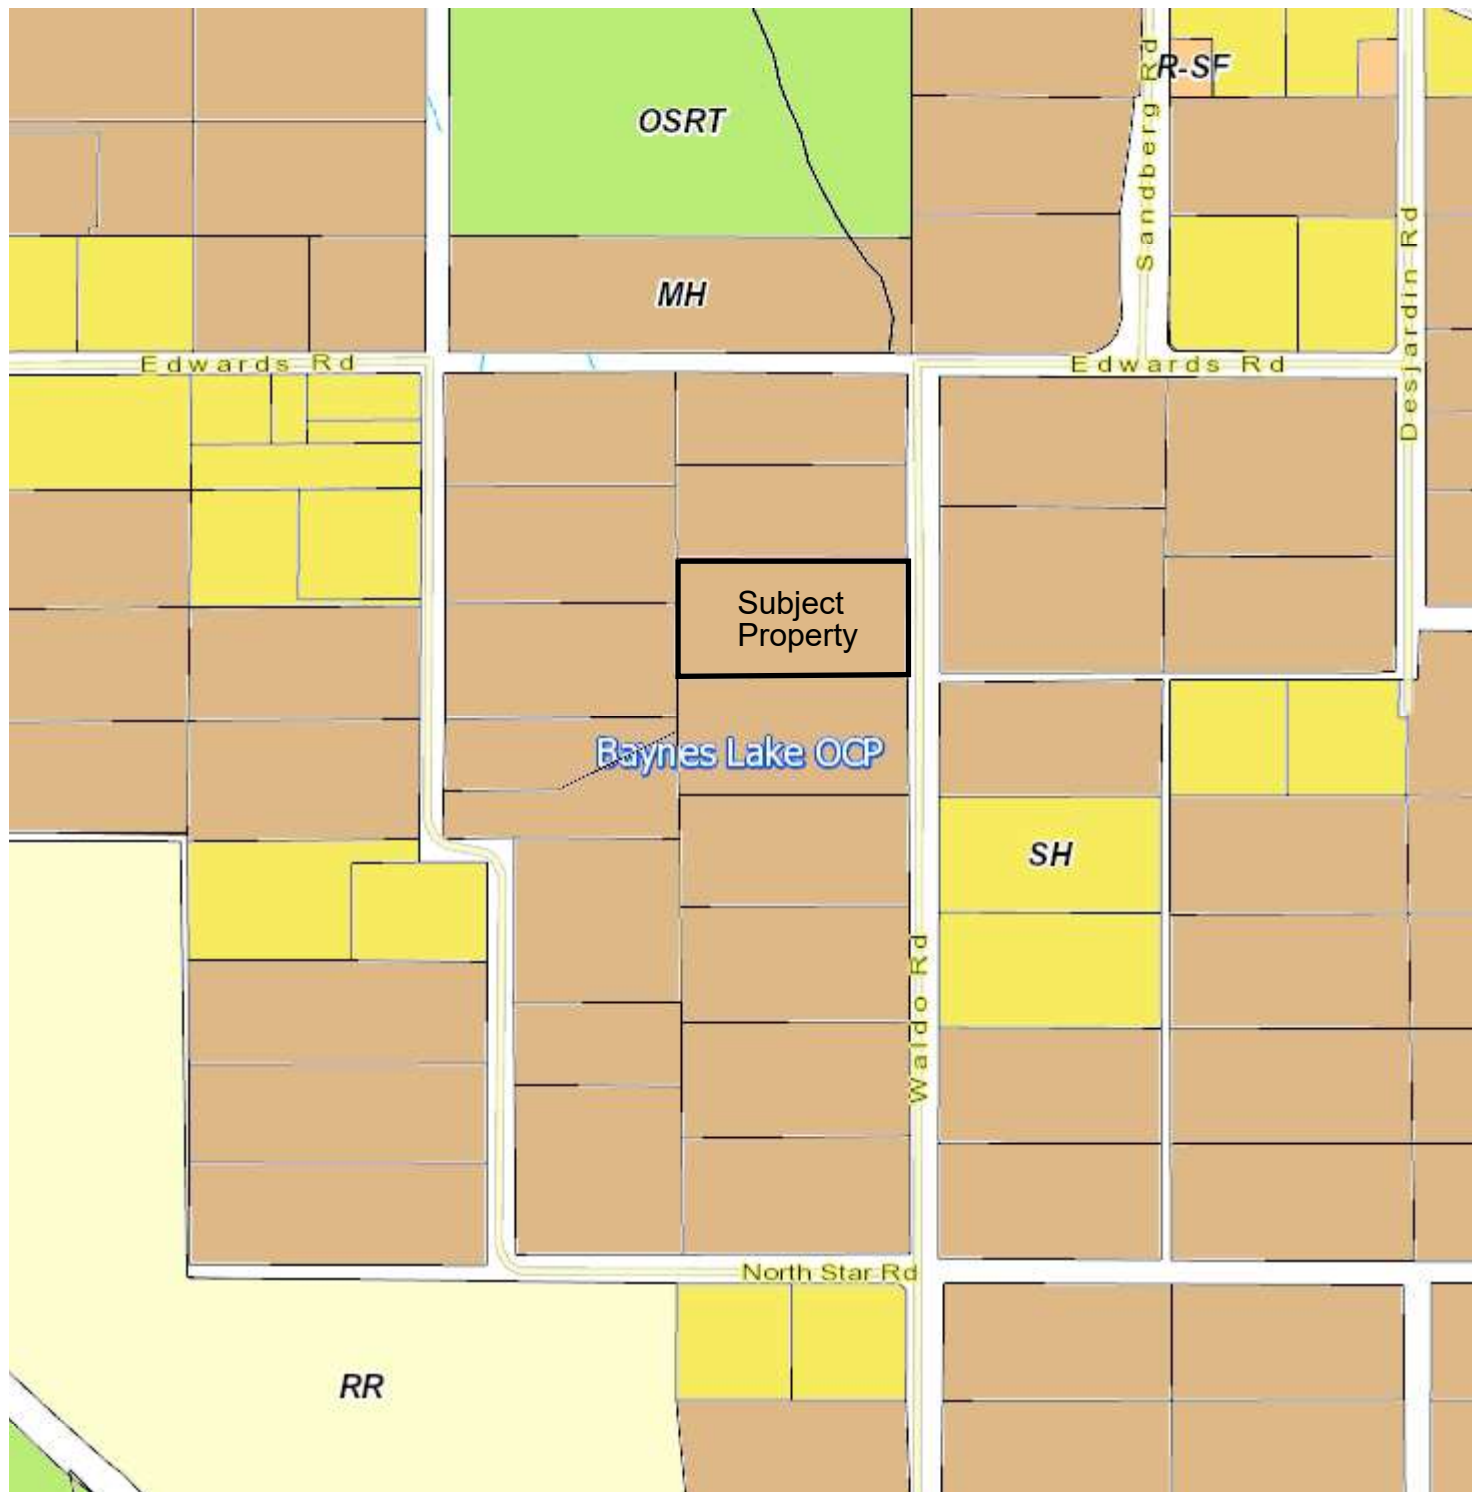 R-SF
OSRT
Sandberg Rd
Desjardin Rd
MH
Edwards Rd
Edwards Rd
Subject
Property
Baynes Lake OCP
SH
Waldo Rd
North Star Rd
RR